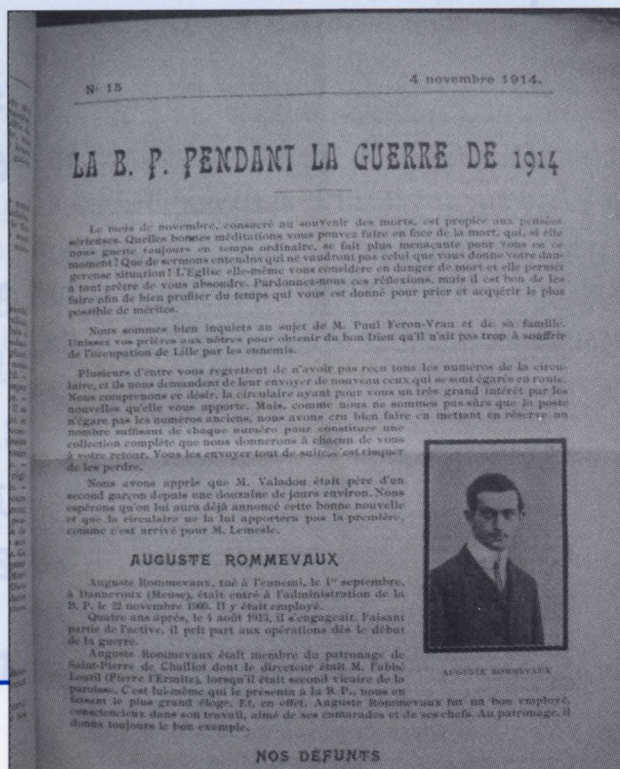 N° 15
4 novembre 1914.
LA B. P. PENDANT LA GUERRE DE 1914
Le mois de novembre, consacré au souvenir des morts, est propice aux pensées
sérieuses. Quelles bonnes méditations vous pouvez faire en face de la mort, qui, si elle
nous guette toujours en temps ordinaire, se fait plus menaçante pour vous en ce
moment ! Que de sermons entendus qui ne vaudront pas celui que vous donne votre dan-
gereuse situation ! L'Eglise elle-même vous considère en danger de mort et elle permet
à tout prêtre de vous absoudre. Pardonnez-nous ces réflexions, mais il est bon de les
faire afin de bien profiter du temps qui vous est donné pour prier et acquérir le plus
possible de mérites.
Nous sommes bien inquiets au sujet de M. Paul Feron-Vrau et de sa famille.
Unissez vos prières aux nôtres pour obtenir du bon Dieu qu'il n'ait pas trop à souffrir
de l'occupation de Lille par les ennemis.
Plusieurs d'entre vous regrettent de n'avoir pas reçu tous les numéros de la circu-
laire, et ils nous demandent de leur envoyer de nouveau ceux qui se sont égarés en route.
Nous comprenons ce désir, la circulaire ayant pour vous un très grand intérêt par les
nouvelles qu'elle vous apporte. Mais, comme nous ne sommes pas sûrs que la poste
n'égare pas les numéros anciens, nous avons cru bien faire en mettant en réserve un
nombre suffisant de chaque numéro pour constituer une
collection complète que nous donnerons à chacun de vous
à votre retour. Vous les envoyer tout de suite, c'est risquer
de les perdre.
Nous avons appris que M. Valadou était père d'un
second garçon depuis une douzaine de jours environ. Nous
espérons qu'on lui aura déjà annoncé cette bonne nouvelle
et que la circulaire ne la lui apportera pas la première,
comme c'est arrivé pour M. Lemesle.
AUGUSTE ROMMEVAUX
Auguste Rommevaux, tué à l'ennemi, le 1er septembre,
à Dannevoux (Meuse), était entré à l'administration de la
B. P. le 22 novembre 1909. Il y était employé.
Quatre ans après, le 4 août 1913, il s'engageait. Faisant
partie de l'active, il prit part aux opérations dès le début
de la guerre.
Auguste Rommevaux était membre du patronage de
Saint-Pierre de Chaillot dont le directeur était M. l'abbé
Loutil (Pierre l'Ermite), lorsqu'il était second vicaire de la
paroisse. C'est lui-même qui le présenta à la B. P., nous en
faisant le plus grand éloge. Et, en effet, Auguste Rommevaux fut un bon employé,
consciencieux dans son travail, aimé de ses camarades et de ses chefs. Au patronage, il
donna toujours le bon exemple.
AUGUSTE ROMMEVAUX
NOS DÉFUNTS